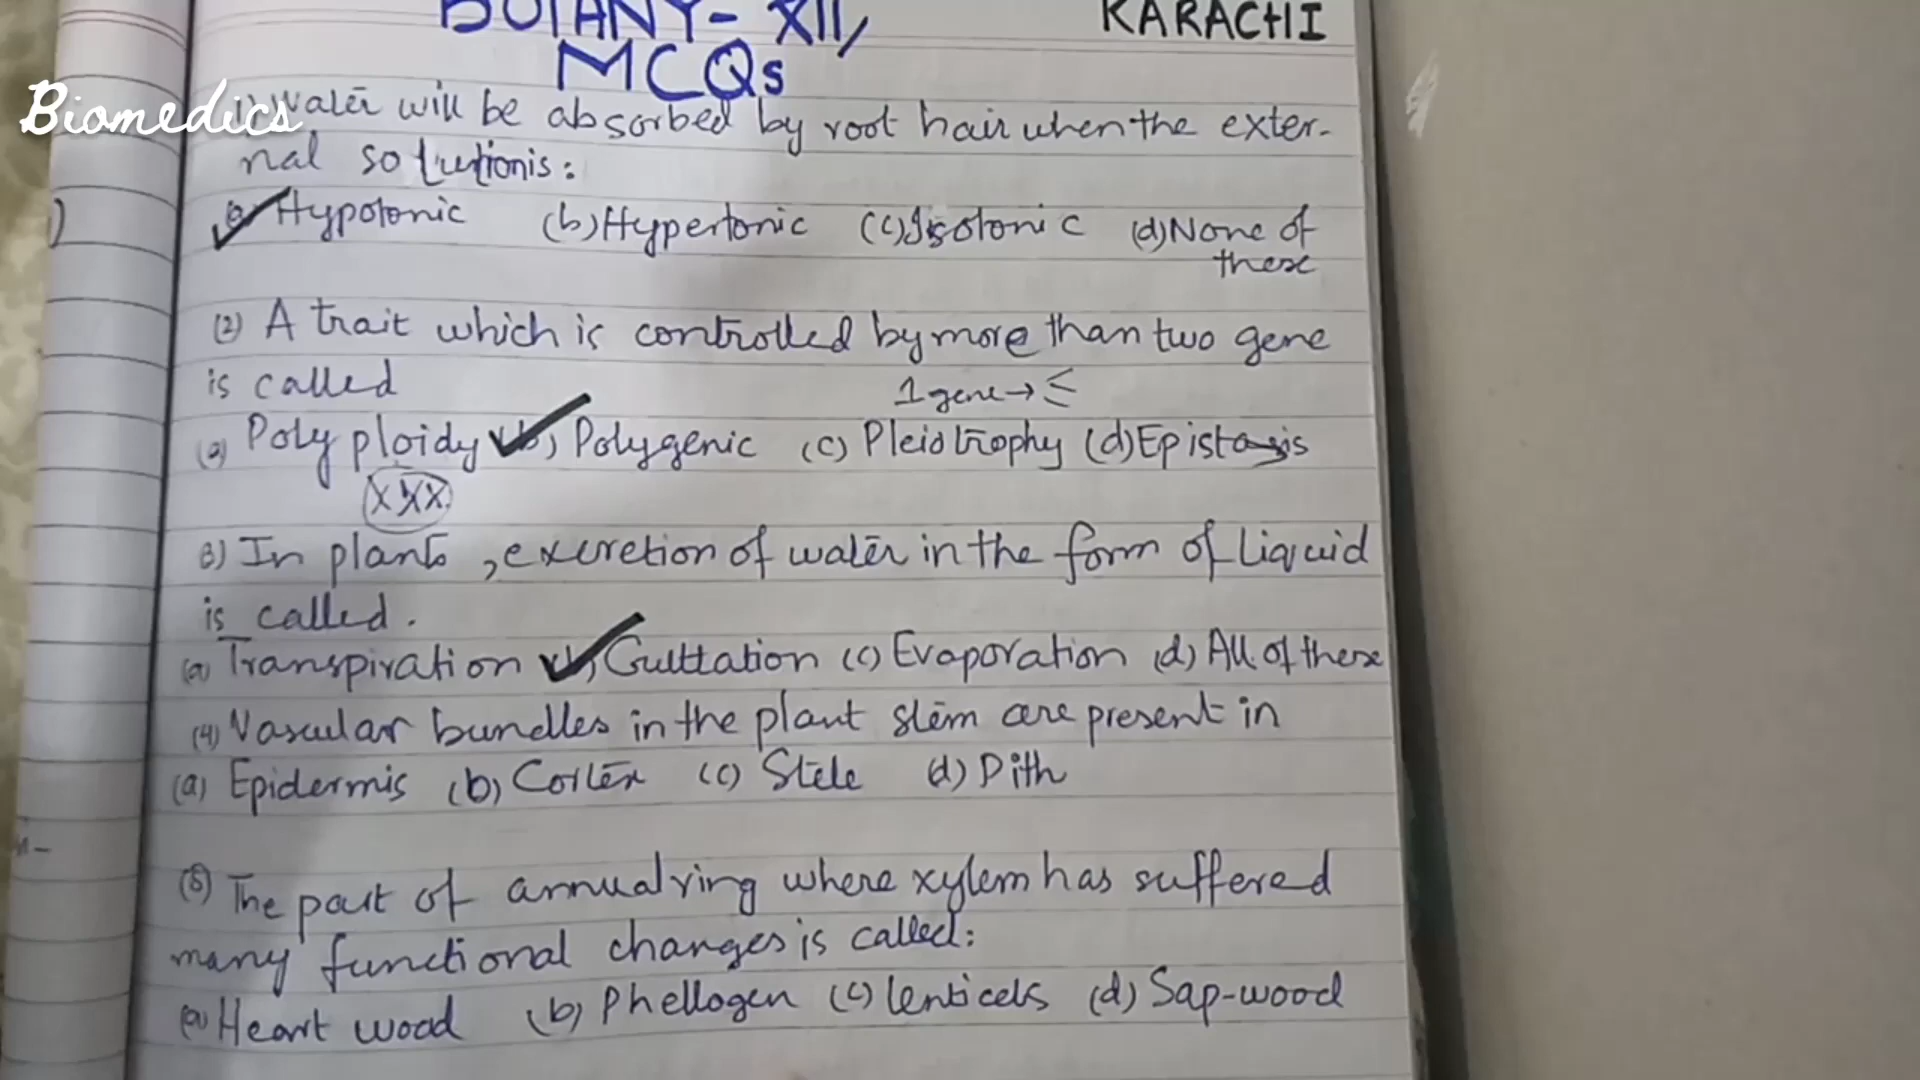 BOTANY- XII,
KARACHI
MCQs
Biomedics
1) Water will be absorbed by root hair when the exter-
nal solutionis:
(a) Hypotonic (b) Hypertonic (c) Isotonic (d) None of
these
(2) A trait which is controlled by more than two gene
is called
1 gene →
(a) Poly ploidy (b) Polygenic (c) Pleiotrophy (d) Epistasis
XXX
3) In plants, excretion of water in the form of liquid
is called.
(a) Transpiration (b) Guttation (c) Evaporation (d) All of these
(4) Vascular bundles in the plant stem are present in
(a) Epidermis (b) Cortex (c) Stele (d) Pith
(5) The part of annual ring where xylem has suffered
many functional changes is called:
(a) Heart wood (b) Phellogen (c) lenticels (d) Sap-wood